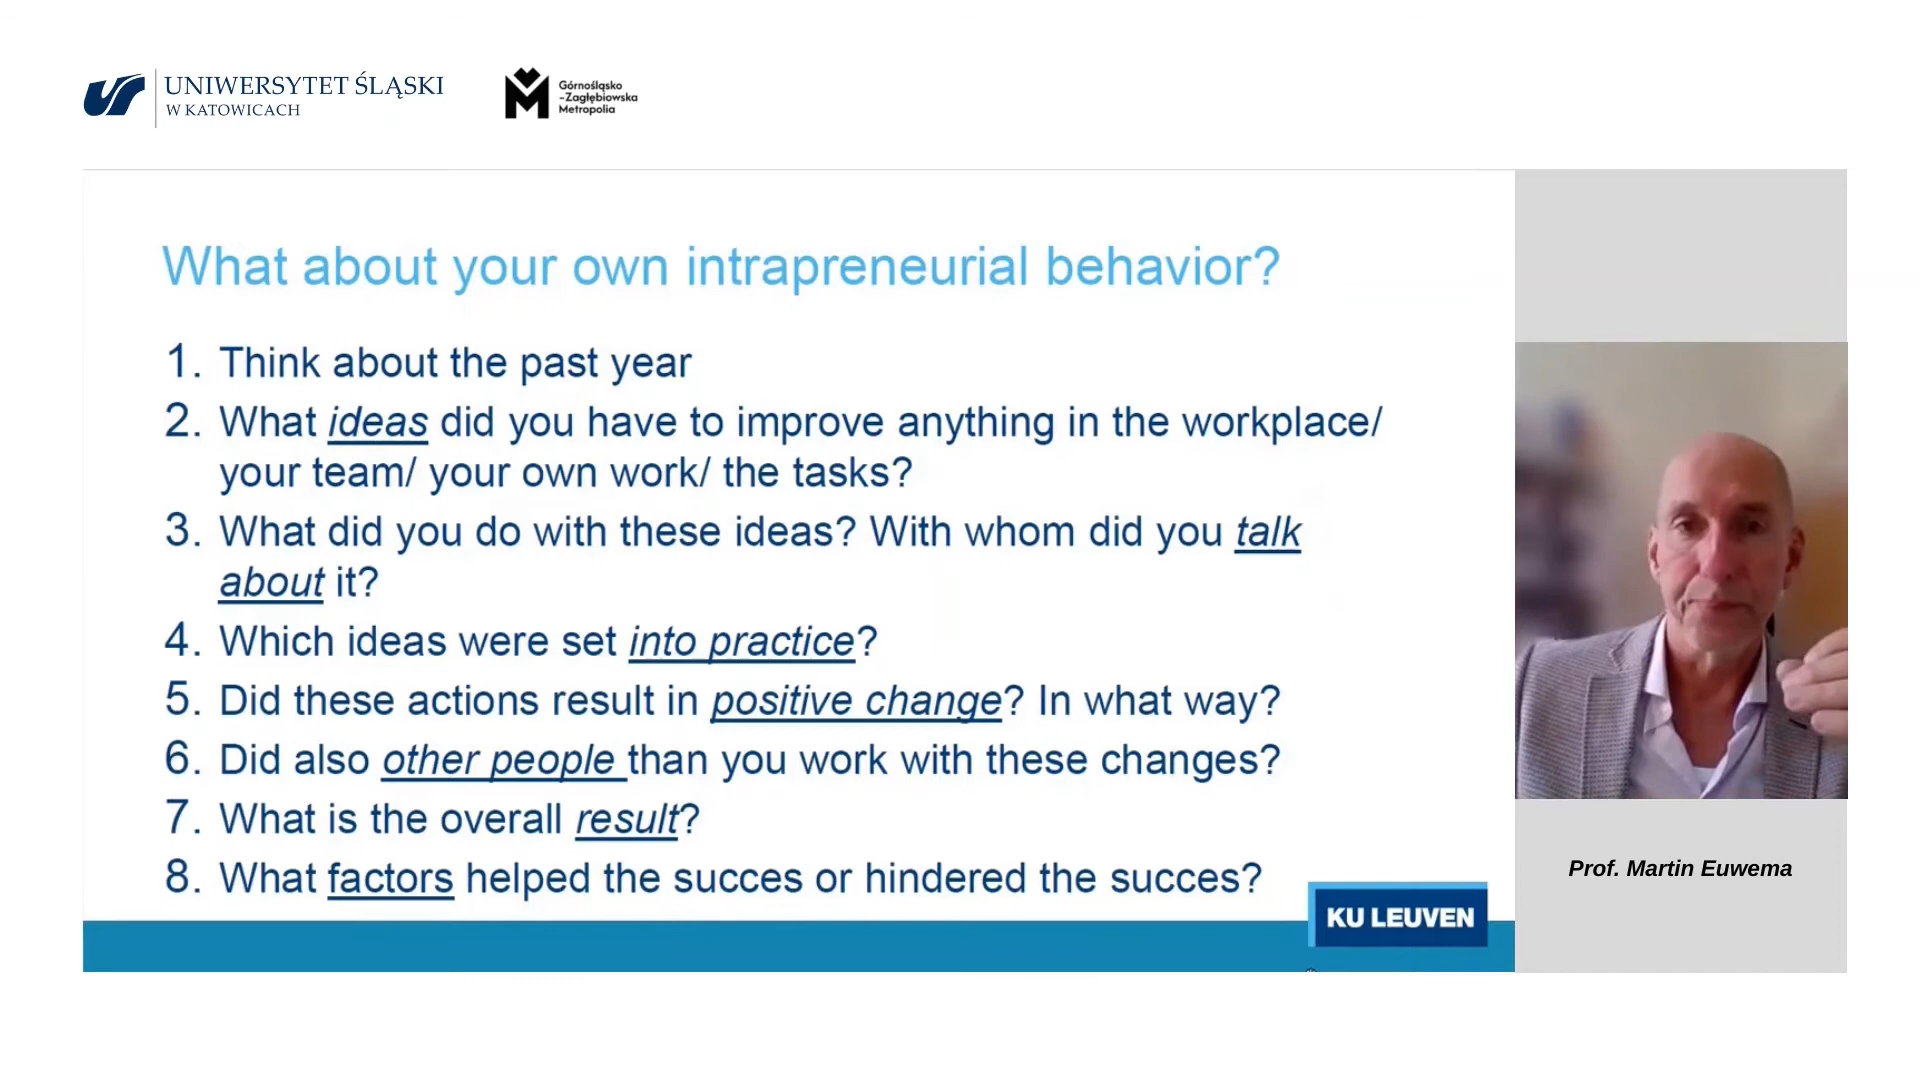 UNIWERSYTET ŚLĄSKI
W KATOWICACH
Górnośląsko
-Zagłębiowska
Metropolia
What about your own intrapreneurial behavior?
1. Think about the past year
2. What ideas did you have to improve anything in the workplace/
your team/ your own work/ the tasks?
3. What did you do with these ideas? With whom did you talk
about it?
4. Which ideas were set into practice?
5. Did these actions result in positive change? In what way?
6. Did also other people than you work with these changes?
7. What is the overall result?
8. What factors helped the succes or hindered the succes?
KU LEUVEN
Prof. Martin Euwema